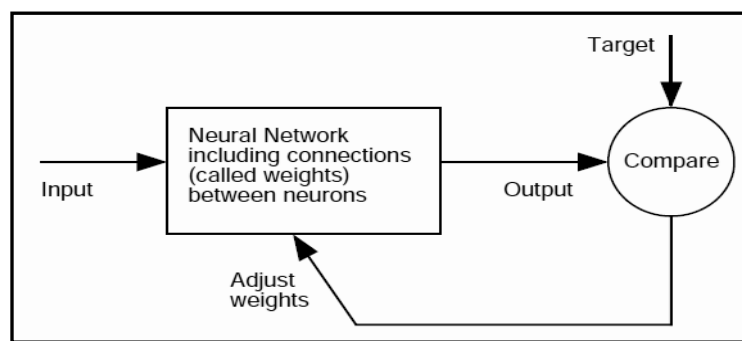 Target
Neural Network
including connections
(called weights)
between neurons
Compare
Input
Output
Adjust
weights